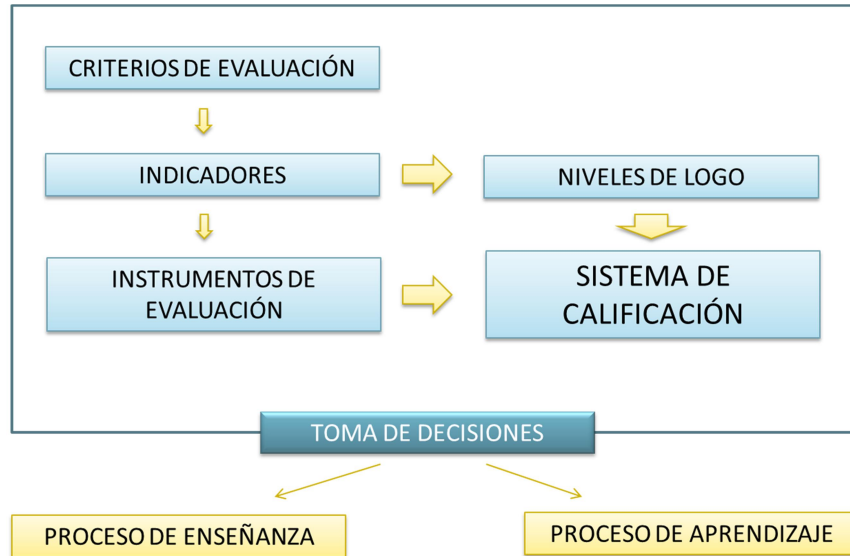 CRITERIOS DE EVALUACIÓN
INDICADORES
NIVELES DE LOGO
INSTRUMENTOS DE
EVALUACIÓN
SISTEMA DE
CALIFICACIÓN
TOMA DE DECISIONES
PROCESO DE ENSEÑANZA
PROCESO DE APRENDIZAJE